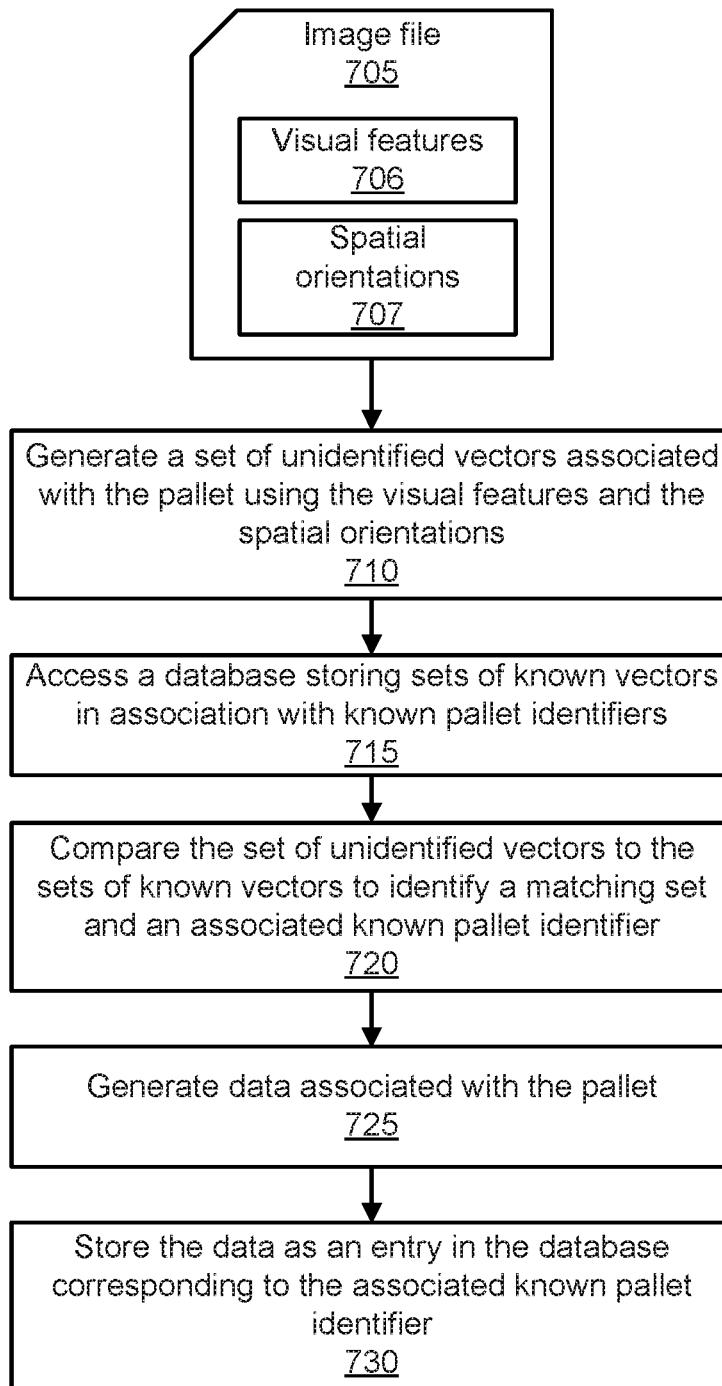 Image file
705
Visual features
706
Spatial
orientations
707
Generate a set of unidentified vectors associated
with the pallet using the visual features and the
spatial orientations
710
Access a database storing sets of known vectors
in association with known pallet identifiers
715
Compare the set of unidentified vectors to the
sets of known vectors to identify a matching set
and an associated known pallet identifier
720
Generate data associated with the pallet
725
Store the data as an entry in the database
corresponding to the associated known pallet
identifier
730